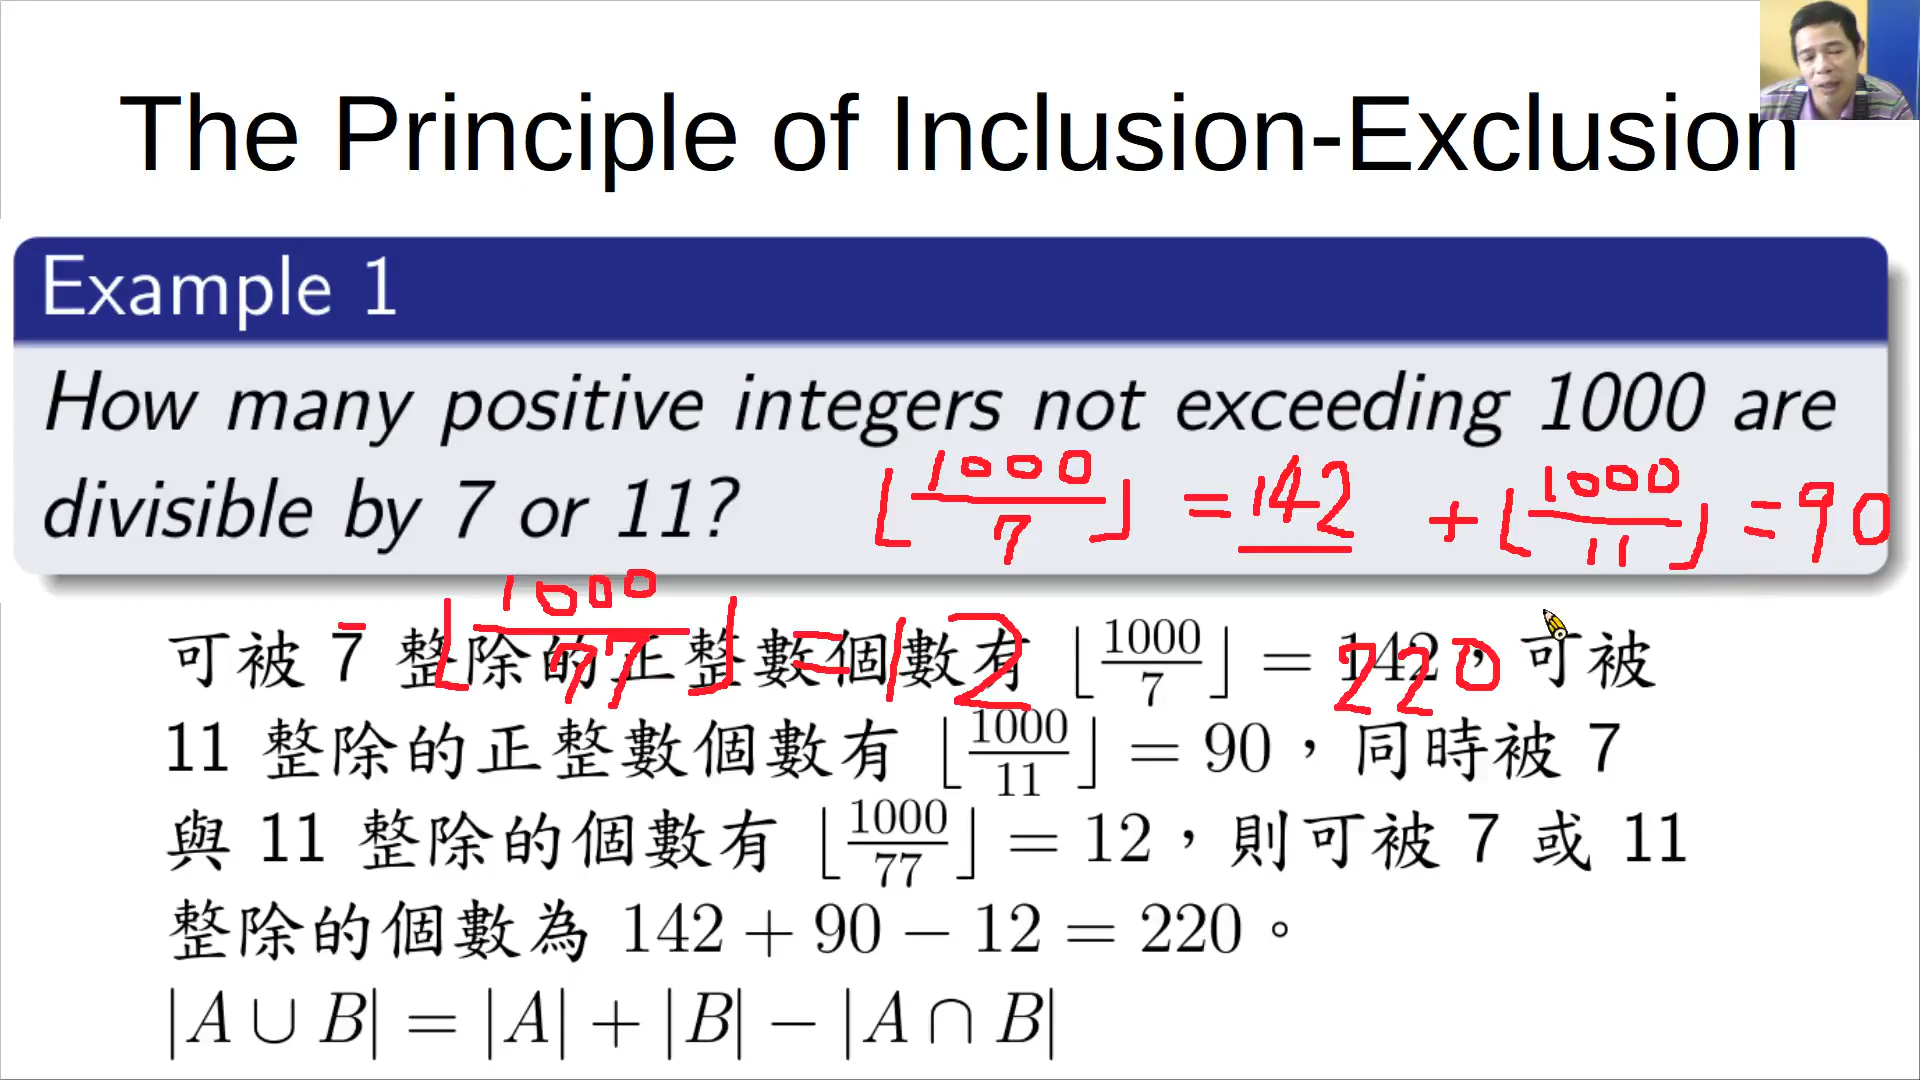 The Principle of Inclusion-Exclusion
Example 1
How many positive integers not exceeding 1000 are
divisible by 7 or 11?
⌊1000/7⌋ = 142 + ⌊1000/11⌋ = 90
- ⌊1000/77⌋ = 12 220
可被 7 整除的正整數個數有 ⌊1000/7⌋ = 142，可被
11 整除的正整數個數有 ⌊1000/11⌋ = 90，同時被 7
與 11 整除的個數有 ⌊1000/77⌋ = 12，則可被 7 或 11
整除的個數為 142 + 90 − 12 = 220。
|A ∪ B| = |A| + |B| − |A ∩ B|